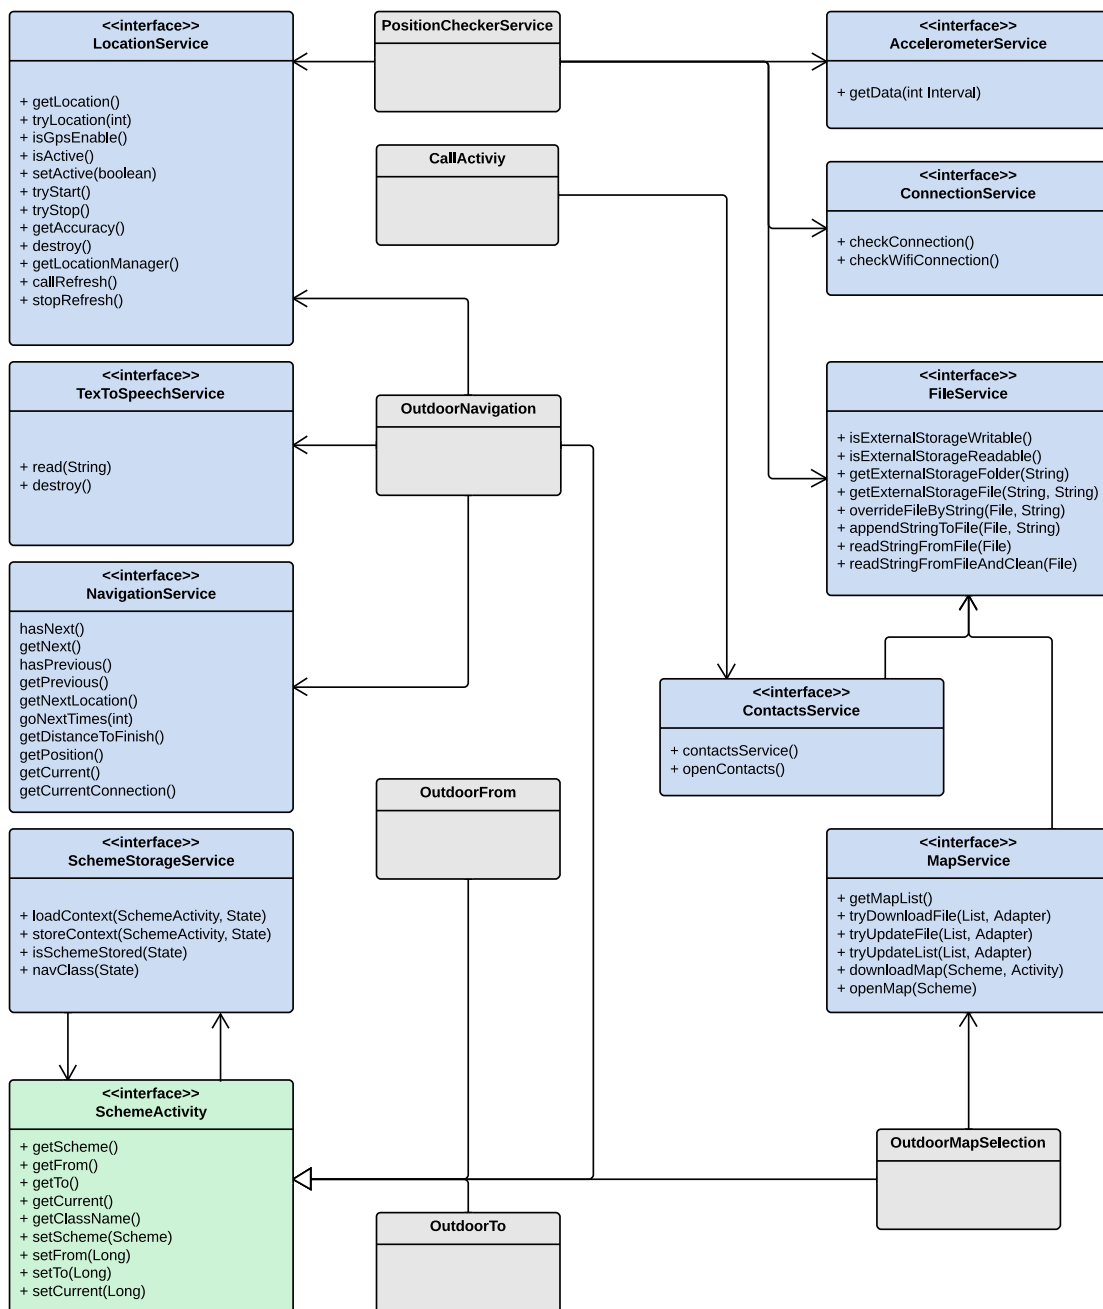 <<interface>>
LocationService
+ getLocation()
+ tryLocation(int)
+ isGpsEnable()
+ isActive()
+ setActive(boolean)
+ tryStart()
+ tryStop()
+ getAccuracy()
+ destroy()
+ getLocationManager()
+ callRefresh()
+ stopRefresh()
PositionCheckerService
<<interface>>
AccelerometerService
+ getData(int Interval)
CallActiviy
<<interface>>
ConnectionService
+ checkConnection()
+ checkWifiConnection()
<<interface>>
TexToSpeechService
+ read(String)
+ destroy()
OutdoorNavigation
<<interface>>
FileService
+ isExternalStorageWritable()
+ isExternalStorageReadable()
+ getExternalStorageFolder(String)
+ getExternalStorageFile(String, String)
+ overrideFileByString(File, String)
+ appendStringToFile(File, String)
+ readStringFromFile(File)
+ readStringFromFileAndClean(File)
<<interface>>
NavigationService
hasNext()
getNext()
hasPrevious()
getPrevious()
getNextLocation()
goNextTimes(int)
getDistanceToFinish()
getPosition()
getCurrent()
getCurrentConnection()
<<interface>>
ContactsService
+ contactsService()
+ openContacts()
OutdoorFrom
<<interface>>
SchemeStorageService
+ loadContext(SchemeActivity, State)
+ storeContext(SchemeActivity, State)
+ isSchemeStored(State)
+ navClass(State)
<<interface>>
MapService
+ getMapList()
+ tryDownloadFile(List, Adapter)
+ tryUpdateFile(List, Adapter)
+ tryUpdateList(List, Adapter)
+ downloadMap(Scheme, Activity)
+ openMap(Scheme)
<<interface>>
SchemeActivity
+ getScheme()
+ getFrom()
+ getTo()
+ getCurrent()
+ getClassName()
+ setScheme(Scheme)
+ setFrom(Long)
+ setTo(Long)
+ setCurrent(Long)
OutdoorMapSelection
OutdoorTo